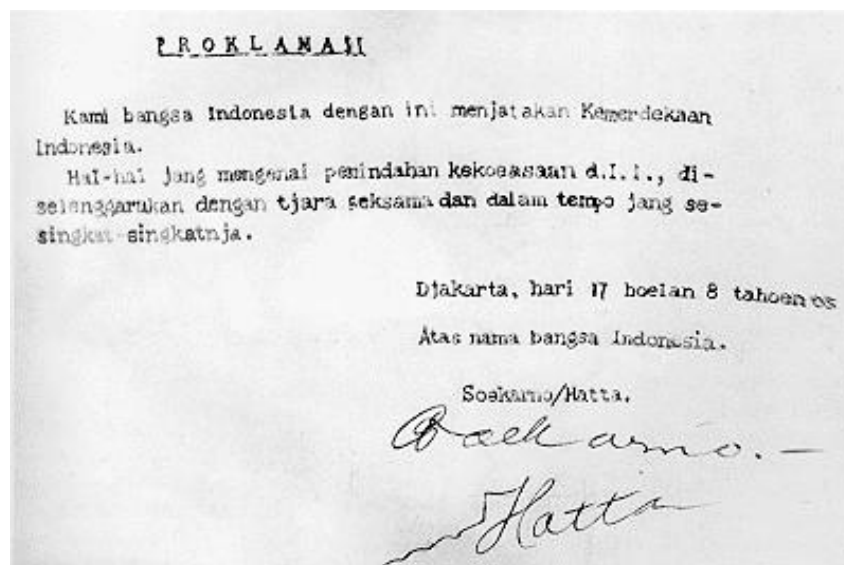 P R O K L A M A S I
Kami bangsa Indonesia dengan ini menjatakan Kemerdekaan
Indonesia.
Hal-hal jang mengenai pemindahan kekoeasaan d.l.l., di-
selenggarakan dengan tjara seksama dan dalam tempo jang se-
singkat-singkatnja.
Djakarta, hari 17 boelan 8 tahoen 05
Atas nama bangsa Indonesia.
Soekarno/Hatta.
Soekarno.—
Hatta